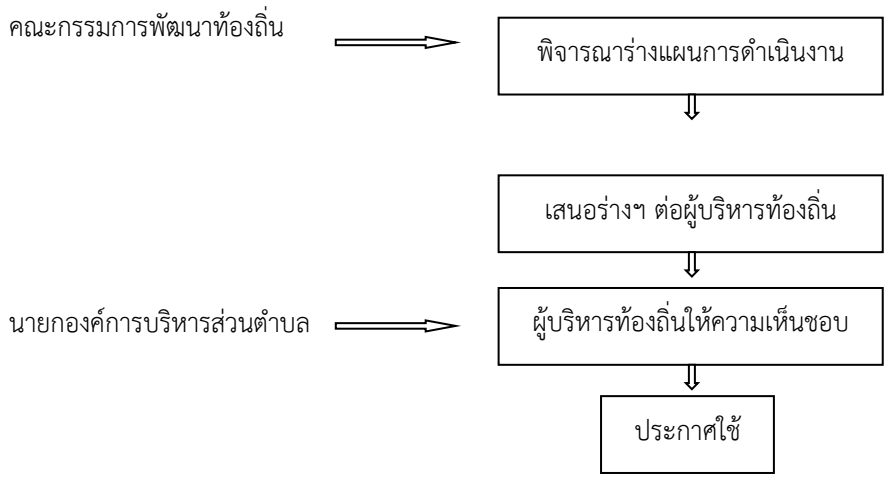 คณะกรรมการพัฒนาท้องถิ่น
พิจารณาร่างแผนการดำเนินงาน
เสนอร่างฯ ต่อผู้บริหารท้องถิ่น
นายกองค์การบริหารส่วนตำบล
ผู้บริหารท้องถิ่นให้ความเห็นชอบ
ประกาศใช้